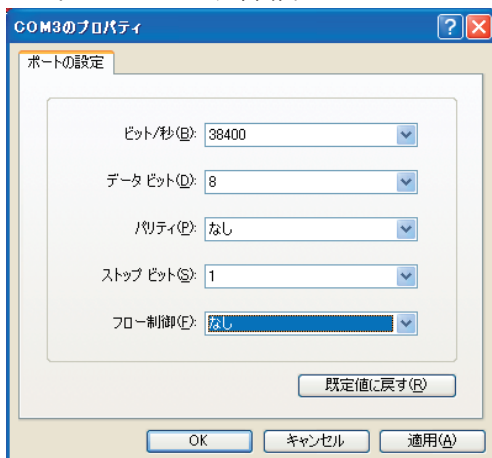 COM3のプロパティ
ポートの設定
ビット/秒(B): 38400
データ ビット(D): 8
パリティ(P): なし
ストップ ビット(S): 1
フロー制御(F): なし
既定値に戻す(R)
OK キャンセル 適用(A)